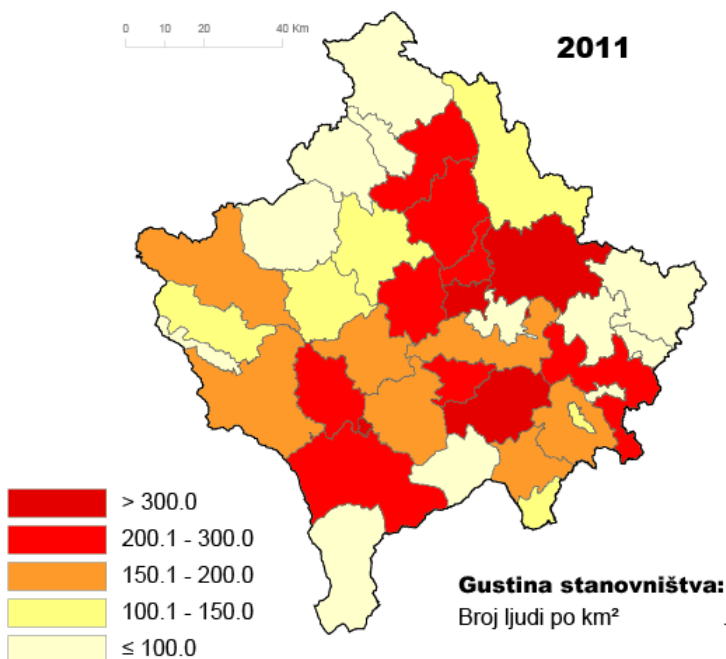 0 10 20 40 Km
2011
> 300.0
200.1 - 300.0
150.1 - 200.0
100.1 - 150.0
≤ 100.0
Gustina stanovništva:
Broj ljudi po km²